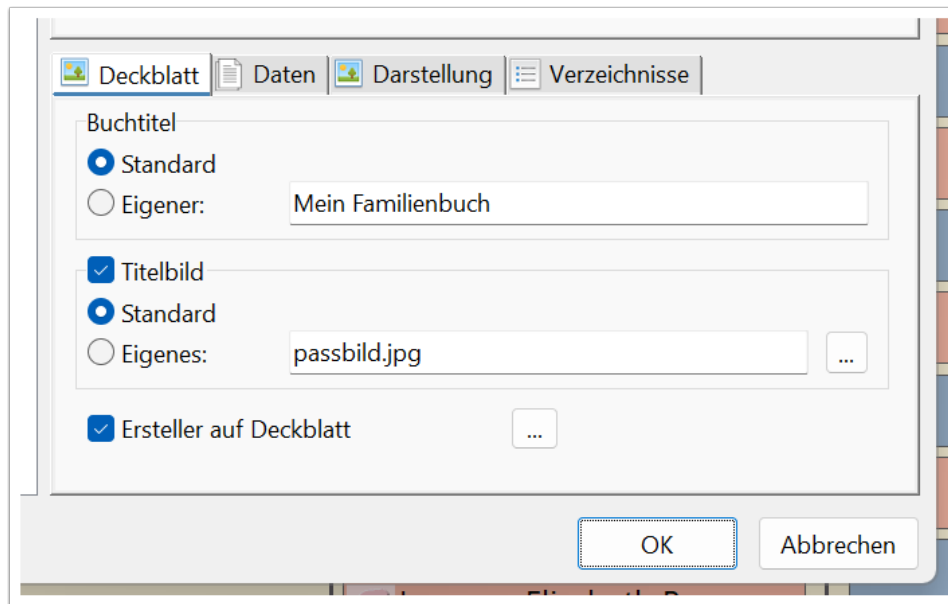 Deckblatt Daten Darstellung Verzeichnisse
Buchtitel
Standard
Eigener: Mein Familienbuch
Titelbild
Standard
Eigenes: passbild.jpg ...
Ersteller auf Deckblatt ...
OK Abbrechen